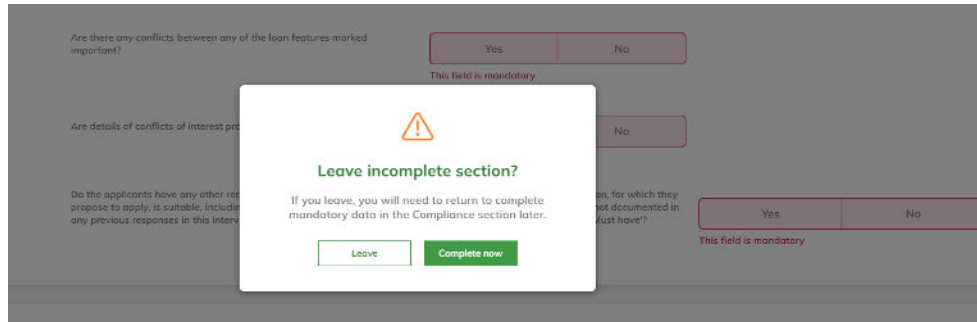 Are there any conflicts between any of the loan features marked
important?
Yes
No
This field is mandatory
Are details of conflicts of interest pro
No
Leave incomplete section?
If you leave, you will need to return to complete
mandatory data in the Compliance section later.
Leave
Complete now
Do the applicants have any other re
an, for which they
propose to apply, is suitable, includin
not documented in
any previous responses in this interv
Must have'?
Yes
No
This field is mandatory